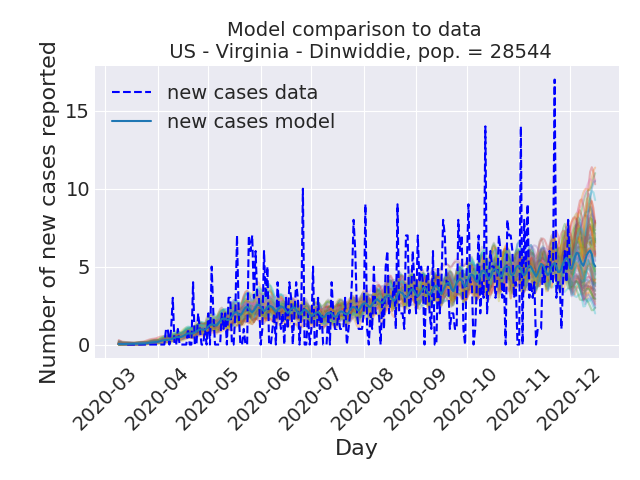 Model comparison to data
US - Virginia - Dinwiddie, pop. = 28544
Number of new cases reported
new cases data
new cases model
15
10
5
0
2020-03
2020-04
2020-05
2020-06
2020-07
2020-08
2020-09
2020-10
2020-11
2020-12
Day